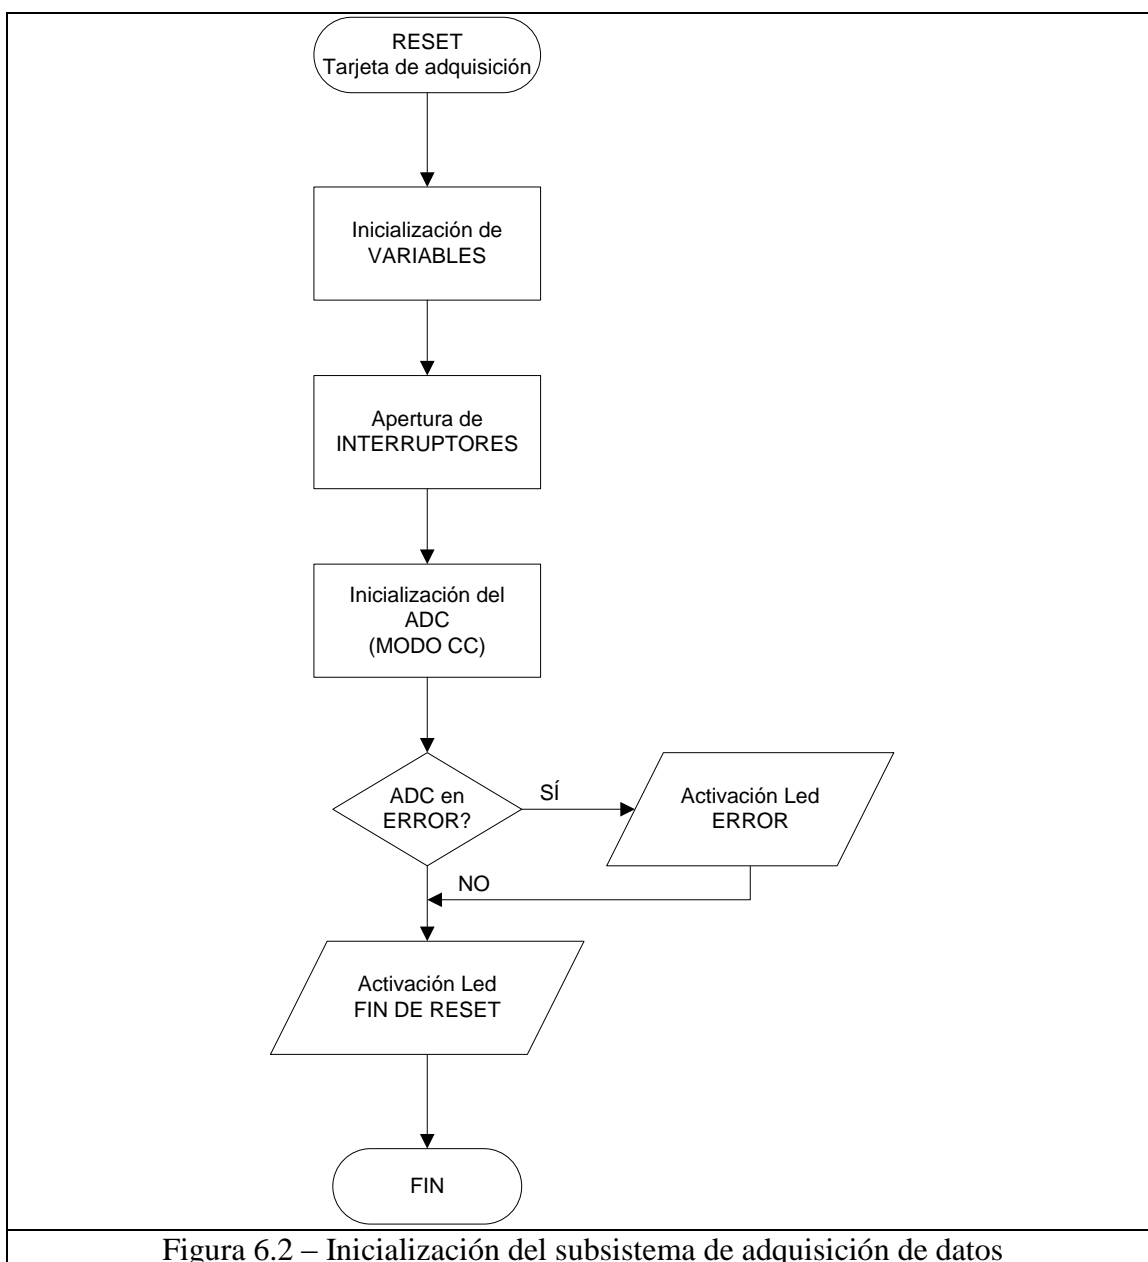 RESET
Tarjeta de adquisición
Inicialización de
VARIABLES
Apertura de
INTERRUPTORES
Inicialización del
ADC
(MODO CC)
ADC en
ERROR?
SÍ
Activación Led
ERROR
NO
Activación Led
FIN DE RESET
FIN
Figura 6.2 – Inicialización del subsistema de adquisición de datos